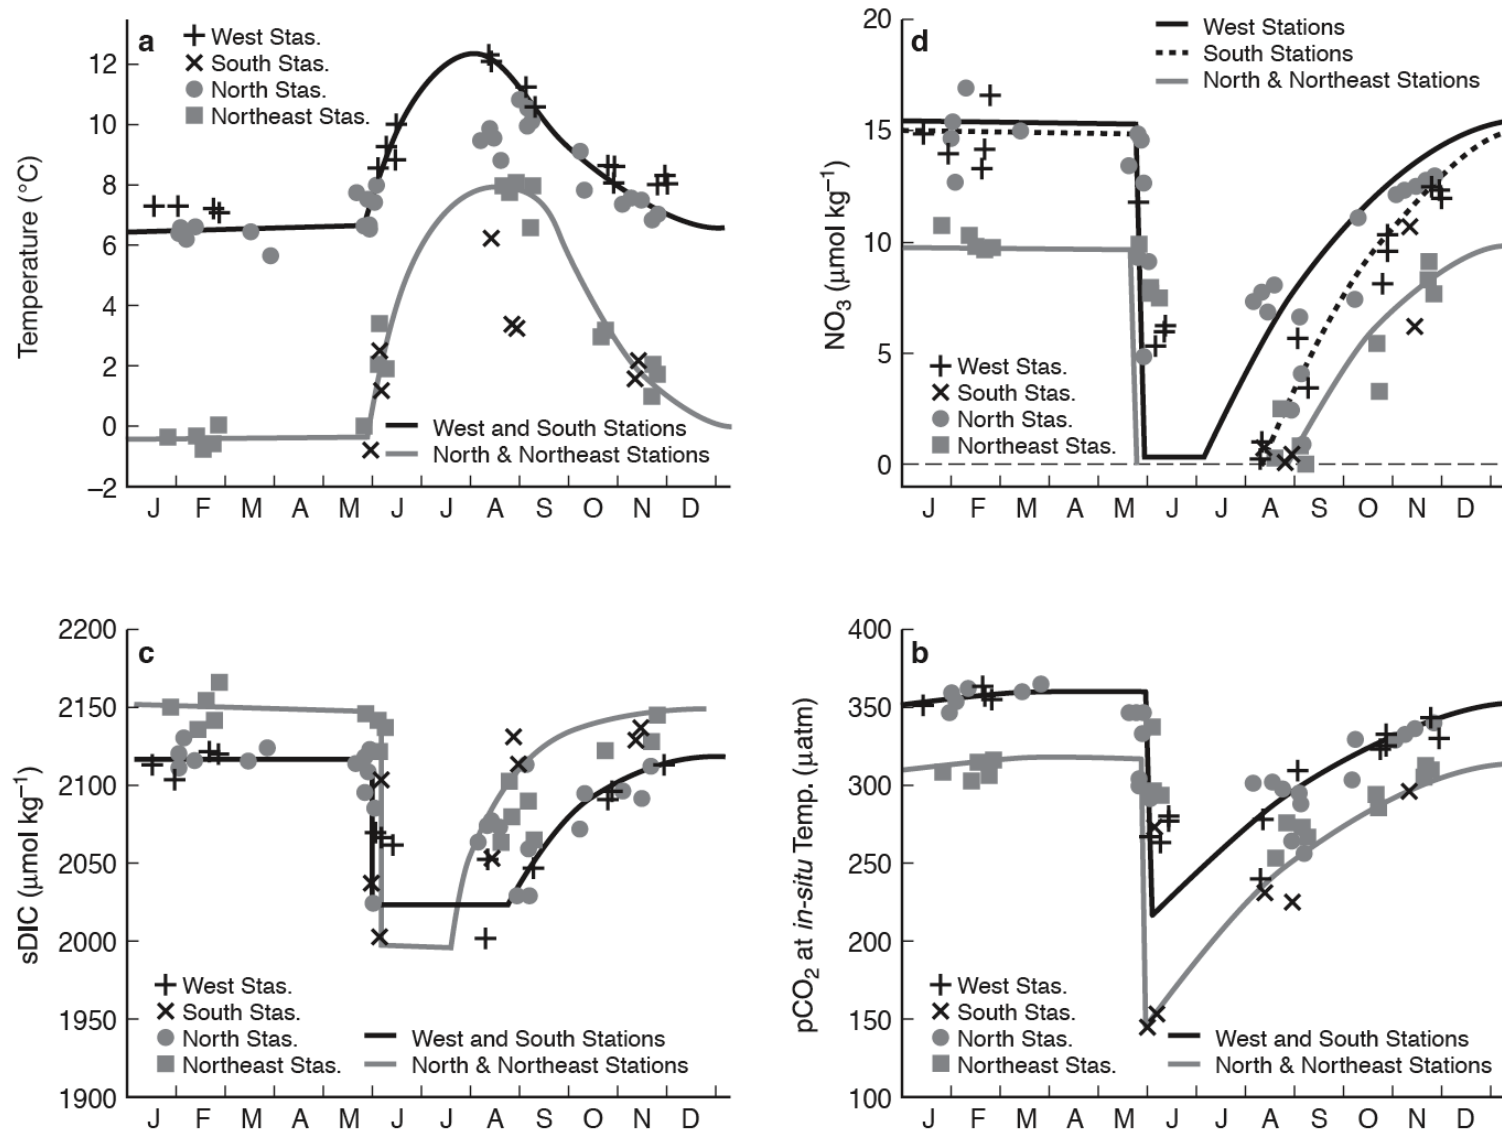 a
West Stas.
South Stas.
North Stas.
Northeast Stas.
12
10
8
6
4
2
0
–2
Temperature (°C)
West and South Stations
North & Northeast Stations
J F M A M J J A S O N D
d
West Stations
South Stations
North & Northeast Stations
20
15
10
5
0
NO3 (μmol kg–1)
West Stas.
South Stas.
North Stas.
Northeast Stas.
J F M A M J J A S O N D
c
2200
2150
2100
2050
2000
1950
1900
sDIC (μmol kg–1)
West Stas.
South Stas.
North Stas.
Northeast Stas.
West and South Stations
North & Northeast Stations
J F M A M J J A S O N D
b
400
350
300
250
200
150
100
pCO2 at in-situ Temp. (μatm)
West Stas.
South Stas.
North Stas.
Northeast Stas.
West and South Stations
North & Northeast Stations
J F M A M J J A S O N D